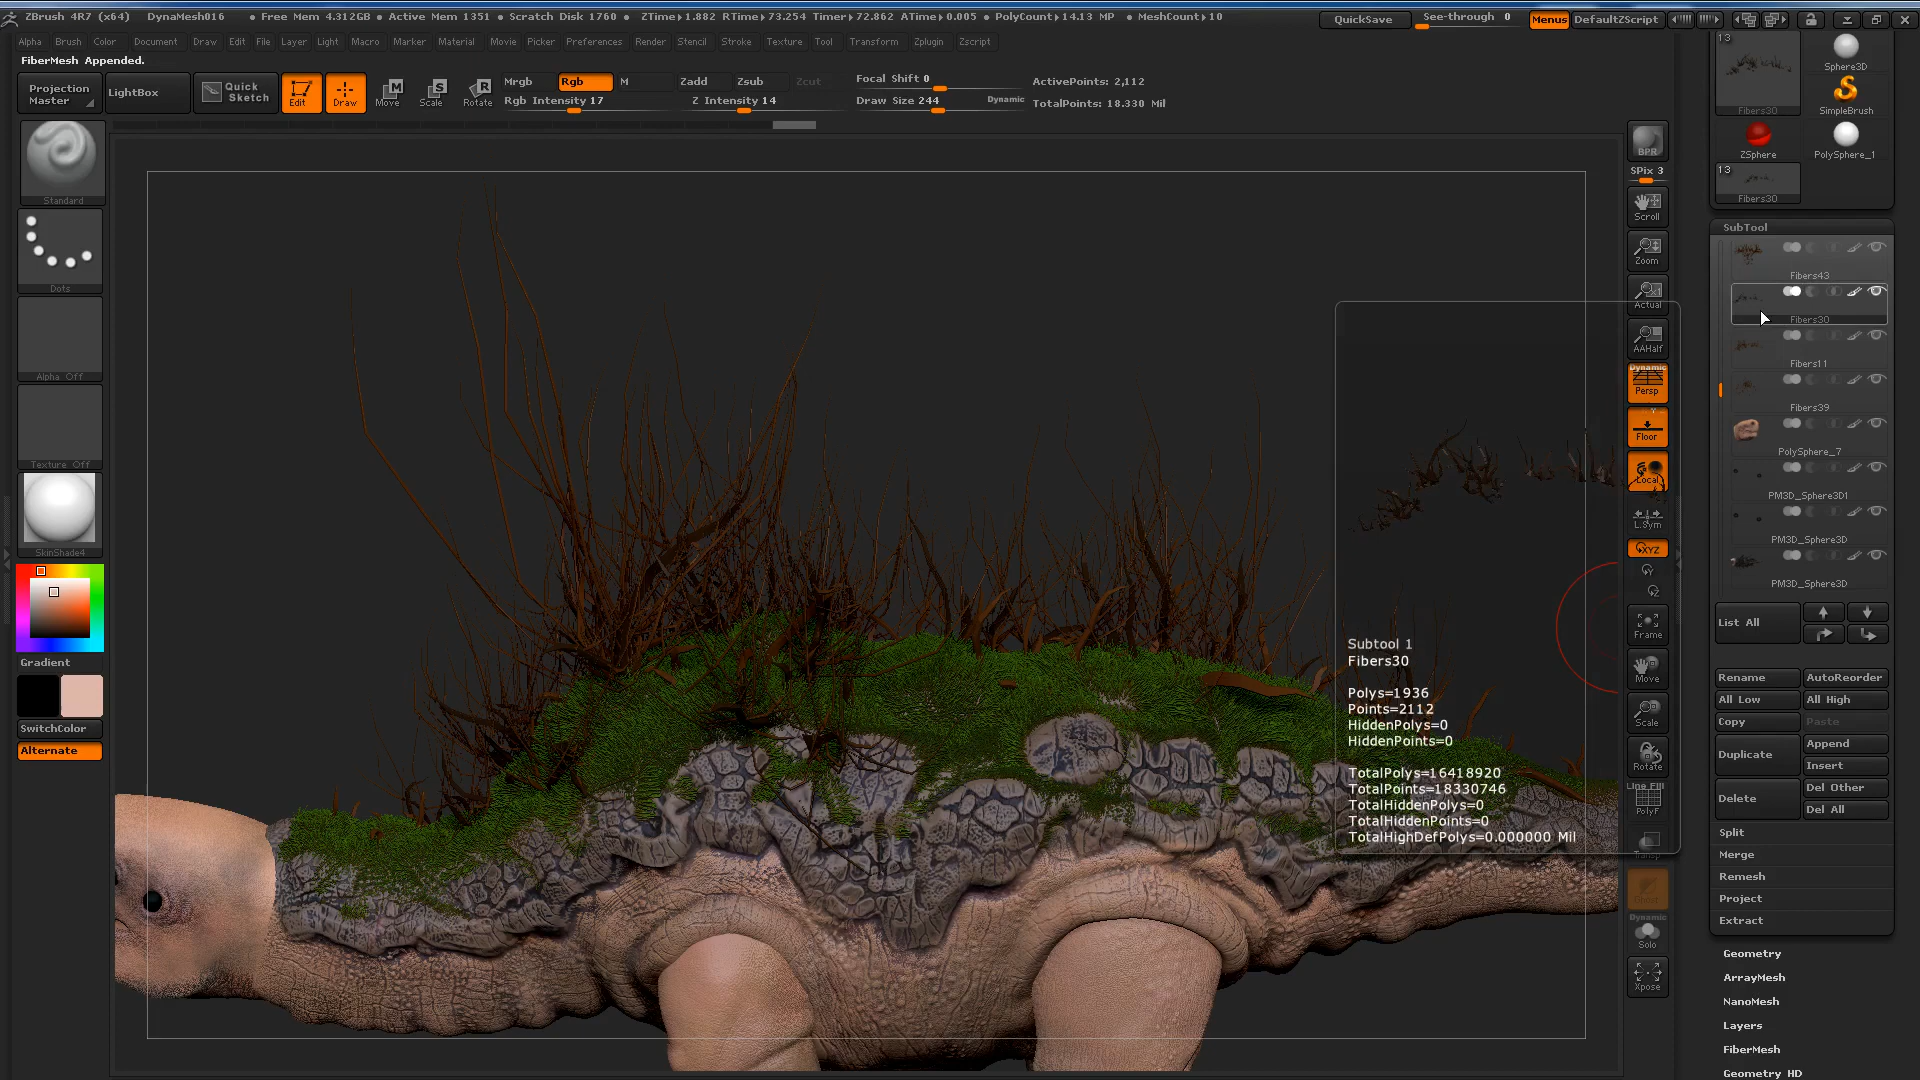 ZBrush 4R7 (x64)   DynaMesh016   • Free Mem 4.312GB • Active Mem 1351 • Scratch Disk 1760 •  ZTime▸1.882 RTime▸73.254 Timer▸72.862 ATime▸0.005 • PolyCount▸14.13 MP  • MeshCount▸10
QuickSave
See-through 0
Menus
DefaultZScript
Alpha Brush Color Document Draw Edit File Layer Light Macro Marker Material Movie Picker Preferences Render Stencil Stroke Texture Tool Transform Zplugin Zscript
FiberMesh Appended.
Projection Master
LightBox
Quick Sketch
Edit
Draw
Move
Scale
Rotate
Mrgb
Rgb
M
Zadd
Zsub
Zcut
Rgb Intensity 17
Z Intensity 14
Focal Shift 0
Draw Size 244
Dynamic
ActivePoints: 2,112
TotalPoints: 18.330 Mil
Standard
Dots
Alpha Off
Texture Off
SkinShade4
Gradient
SwitchColor
Alternate
BPR
SPix 3
Scroll
Zoom
Actual
AAHalf
Dynamic
Persp
Floor
Local
L.Sym
XYZ
Frame
Move
Scale
Rotate
Line Fill
PolyF
Transp
Ghost
Dynamic
Solo
Xpose
Subtool 1
Fibers30
Polys=1936
Points=2112
HiddenPolys=0
HiddenPoints=0
TotalPolys=16418920
TotalPoints=18330746
TotalHiddenPolys=0
TotalHiddenPoints=0
TotalHighDefPolys=0.000000 Mil
13
Fibers30
Sphere3D
SimpleBrush
ZSphere
PolySphere_1
13
Fibers30
SubTool
Fibers43
Fibers30
Fibers11
Fibers39
PolySphere_7
PM3D_Sphere3D1
PM3D_Sphere3D
PM3D_Sphere3D
List All
Rename
AutoReorder
All Low
All High
Copy
Paste
Duplicate
Append
Insert
Delete
Del Other
Del All
Split
Merge
Remesh
Project
Extract
Geometry
ArrayMesh
NanoMesh
Layers
FiberMesh
Geometry HD